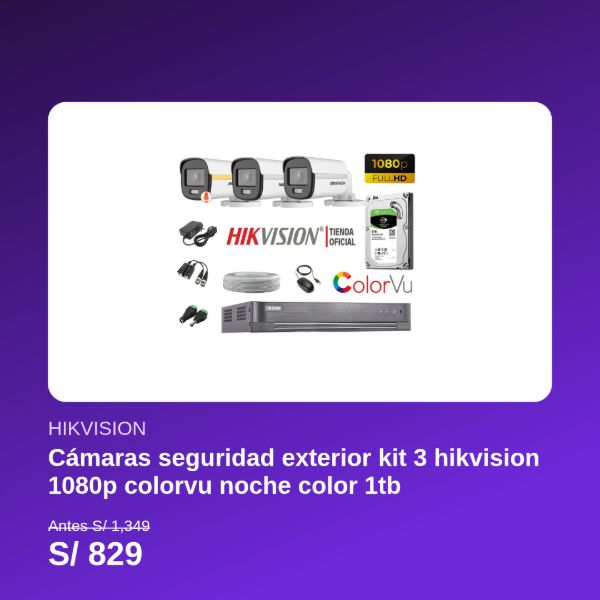 1080p
FULL HD
HIKVISION® TIENDA OFICIAL
ColorVu
HIKVISION
Cámaras seguridad exterior kit 3 hikvision
1080p colorvu noche color 1tb
Antes S/ 1,349
S/ 829